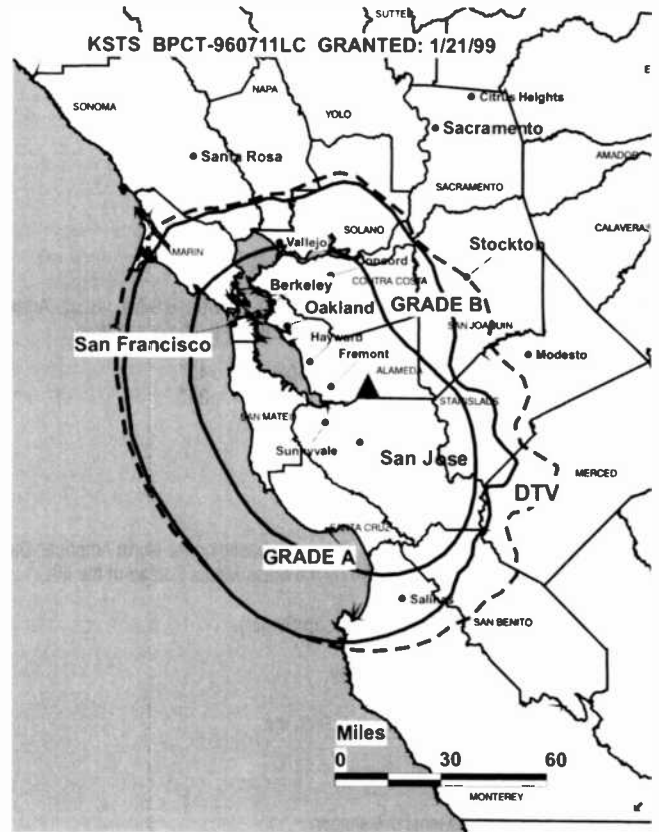 SUTTE
KSTS BPCT-960711LC GRANTED: 1/21/99
NAPA
SONOMA
YOLO
Citrus Heights
Sacramento
Santa Rosa
AMADOR
SACRAMENTO
SOLANO
CALAVERAS
MARIN
Vallejo
Stockton
Concord
CONTRA COSTA
Berkeley
GRADE B
Oakland
SAN JOAQUIN
San Francisco
Hayward
Modesto
Fremont
ALAMEDA
STANISLAUS
SAN MATEO
Sunnyvale
San Jose
MERCED
DTV
SANTA CRUZ
GRADE A
Salinas
SAN BENITO
Miles
0 30 60
MONTEREY